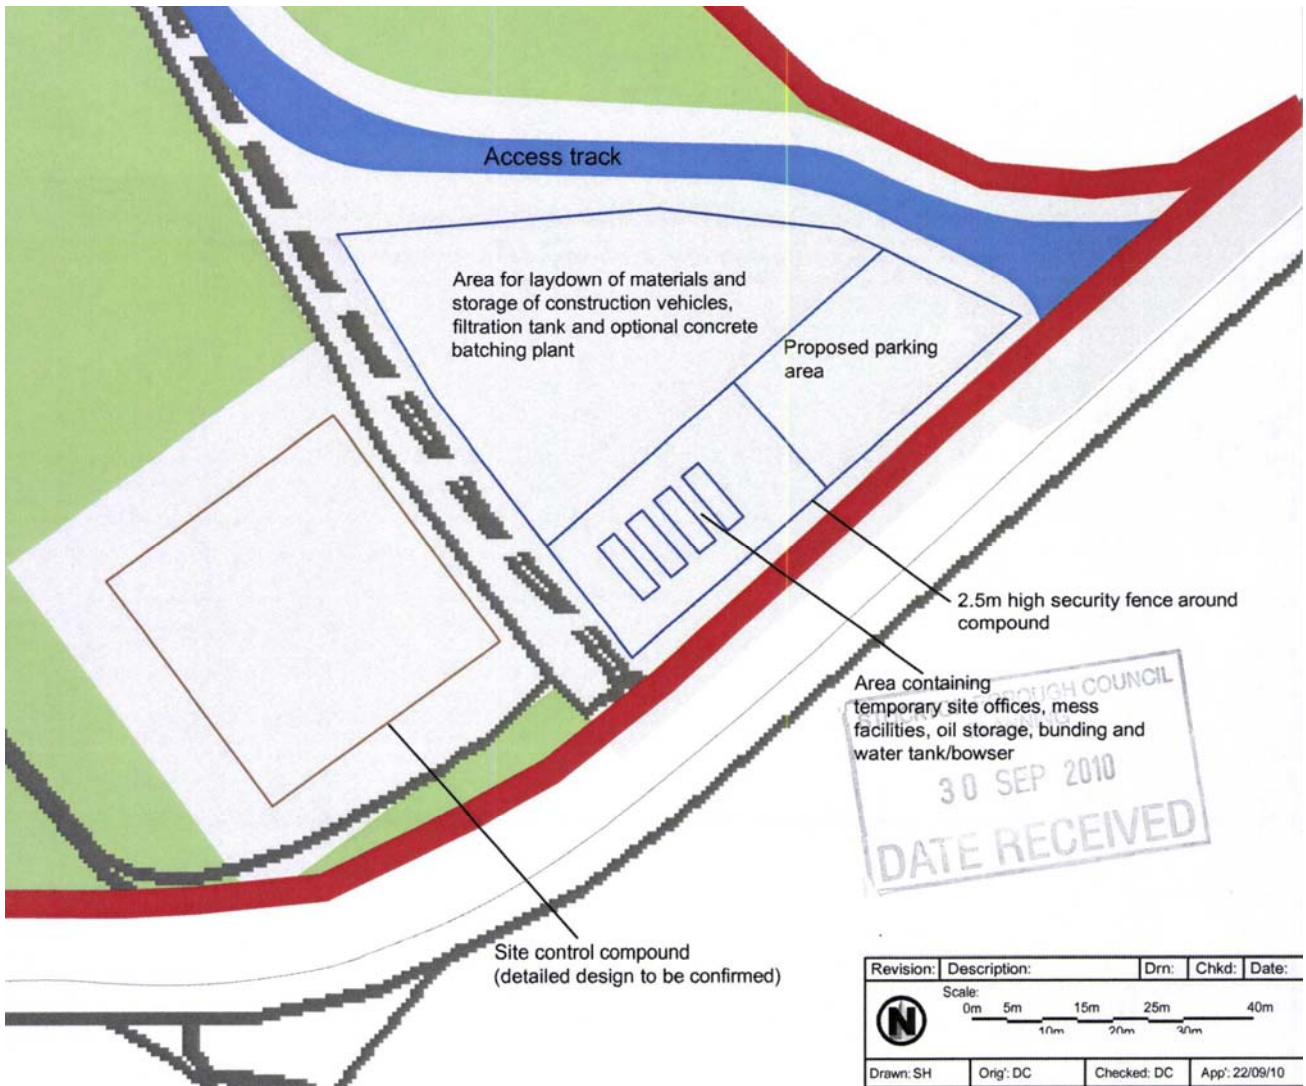 Access track
Area for laydown of materials and
storage of construction vehicles,
filtration tank and optional concrete
batching plant
Proposed parking
area
2.5m high security fence around
compound
Area containing
temporary site offices, mess
facilities, oil storage, bunding and
water tank/bowser
BOROUGH COUNCIL
30 SEP 2010
DATE RECEIVED
Site control compound
(detailed design to be confirmed)
Revision: Description: Drn: Chkd: Date:
Scale:
0m 5m 15m 25m 40m
10m 20m 30m
N
Drawn: SH Orig': DC Checked: DC App': 22/09/10